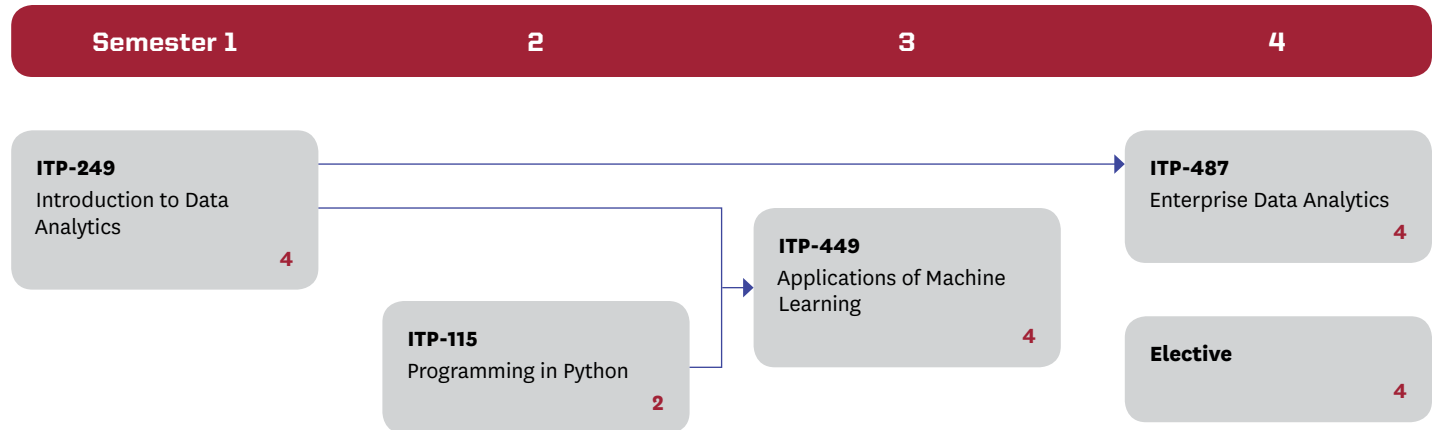 Semester 1 2 3 4
ITP-249
Introduction to Data
Analytics
4
ITP-115
Programming in Python
2
ITP-449
Applications of Machine
Learning
4
ITP-487
Enterprise Data Analytics
4
Elective
4